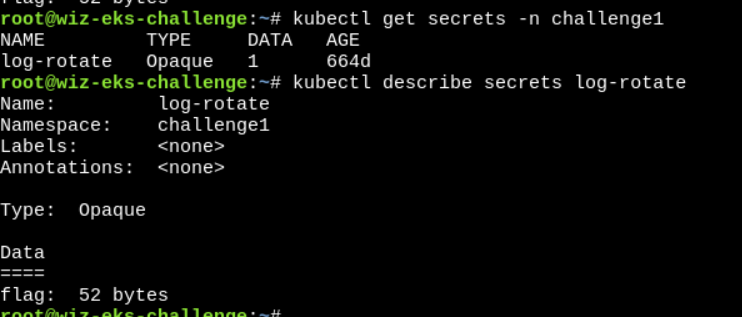 flag: 52 bytes
root@wiz-eks-challenge:~# kubectl get secrets -n challenge1
NAME         TYPE     DATA   AGE
log-rotate   Opaque   1      664d
root@wiz-eks-challenge:~# kubectl describe secrets log-rotate
Name:         log-rotate
Namespace:    challenge1
Labels:       <none>
Annotations:  <none>
Type:  Opaque
Data
====
flag:  52 bytes
root@wiz-eks-challenge:~#